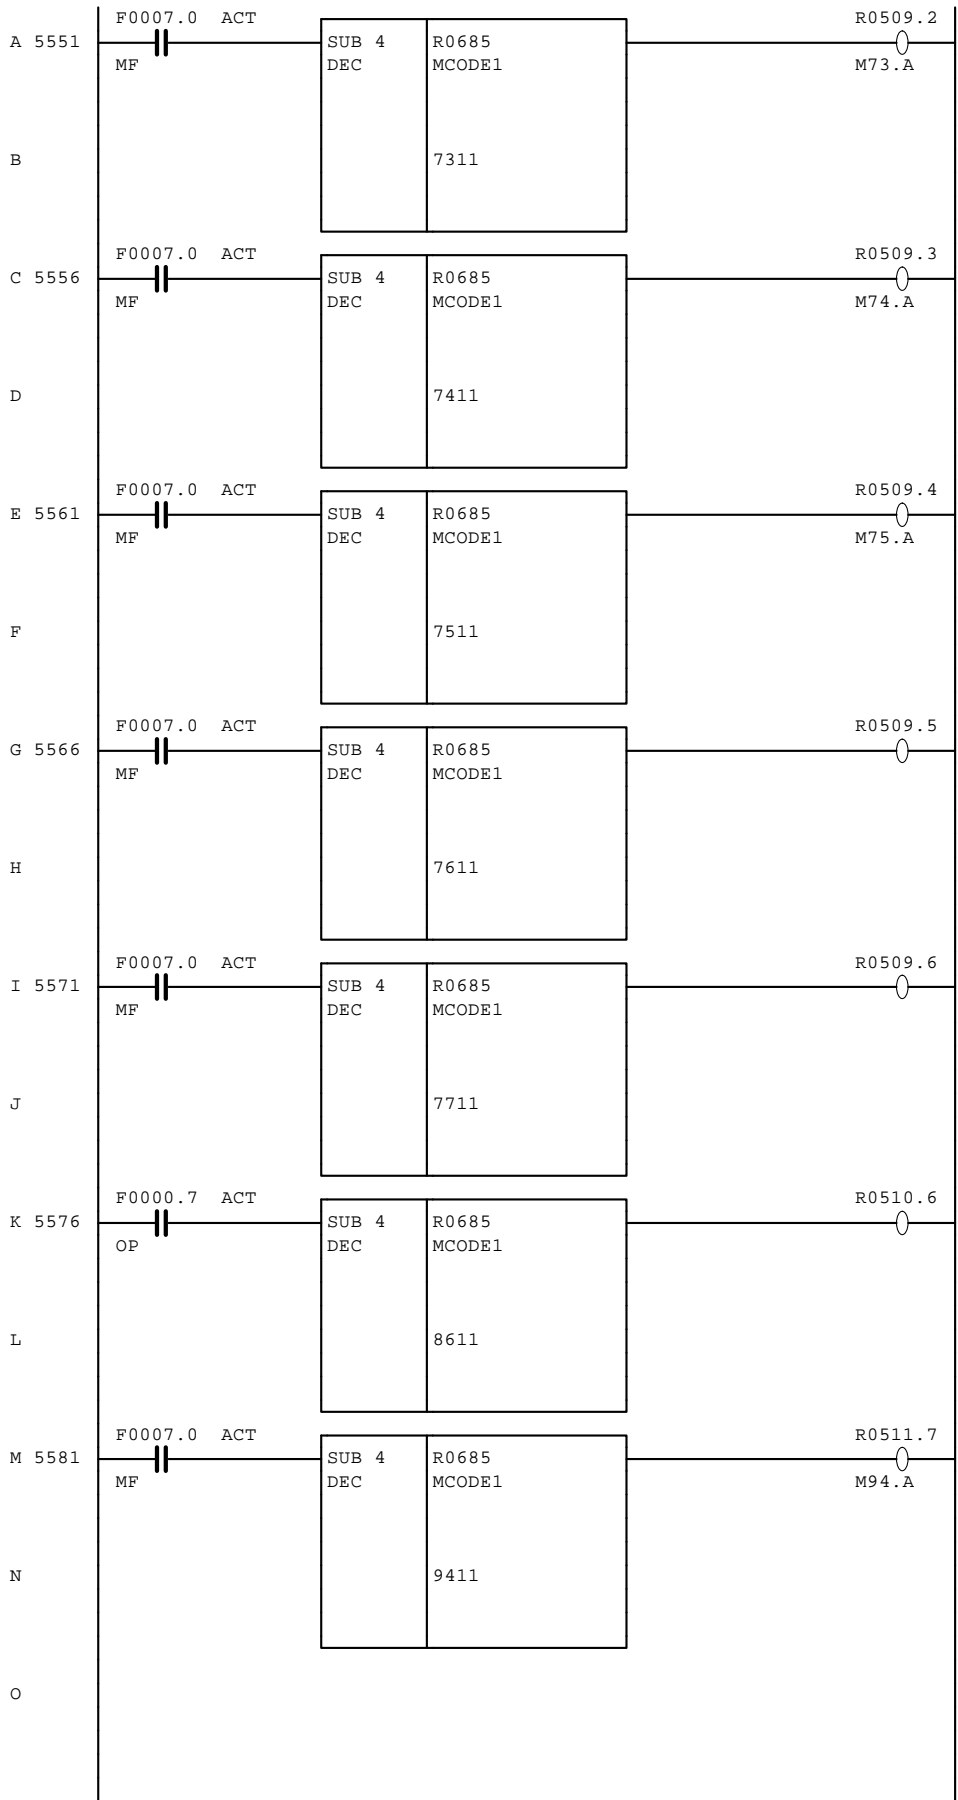 F0007.0 ACT R0509.2
A 5551 SUB 4 R0685
MF DEC MCODE1 M73.A
B 7311
F0007.0 ACT R0509.3
C 5556 SUB 4 R0685
MF DEC MCODE1 M74.A
D 7411
F0007.0 ACT R0509.4
E 5561 SUB 4 R0685
MF DEC MCODE1 M75.A
F 7511
F0007.0 ACT R0509.5
G 5566 SUB 4 R0685
MF DEC MCODE1
H 7611
F0007.0 ACT R0509.6
I 5571 SUB 4 R0685
MF DEC MCODE1
J 7711
F0000.7 ACT R0510.6
K 5576 SUB 4 R0685
OP DEC MCODE1
L 8611
F0007.0 ACT R0511.7
M 5581 SUB 4 R0685
MF DEC MCODE1 M94.A
N 9411
O